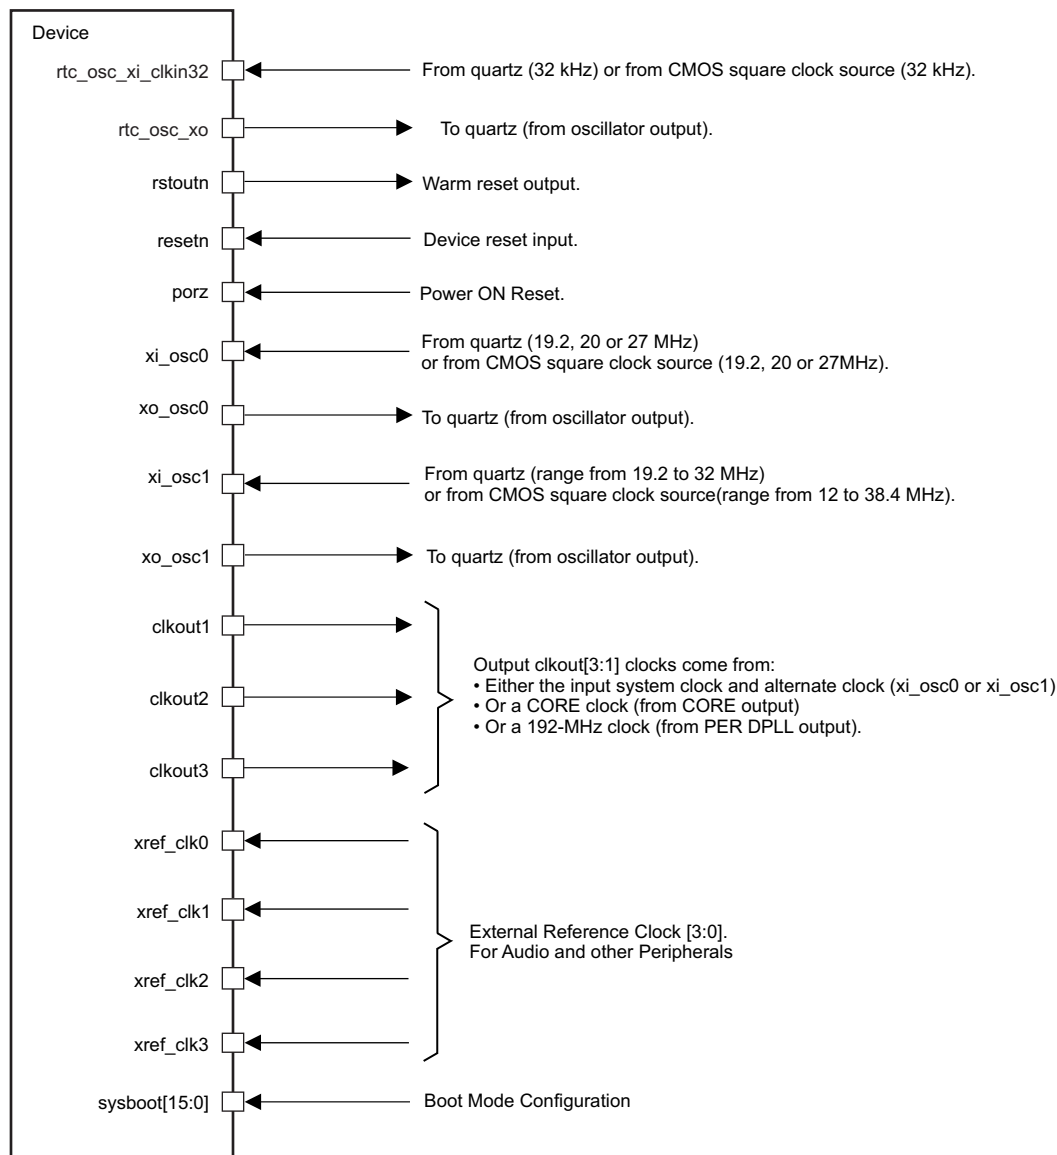 Device
rtc_osc_xi_clkin32
From quartz (32 kHz) or from CMOS square clock source (32 kHz).
rtc_osc_xo
To quartz (from oscillator output).
rstoutn
Warm reset output.
resetn
Device reset input.
porz
Power ON Reset.
xi_osc0
From quartz (19.2, 20 or 27 MHz)
or from CMOS square clock source (19.2, 20 or 27MHz).
xo_osc0
To quartz (from oscillator output).
xi_osc1
From quartz (range from 19.2 to 32 MHz)
or from CMOS square clock source(range from 12 to 38.4 MHz).
xo_osc1
To quartz (from oscillator output).
clkout1
clkout2
clkout3
Output clkout[3:1] clocks come from:
• Either the input system clock and alternate clock (xi_osc0 or xi_osc1)
• Or a CORE clock (from CORE output)
• Or a 192-MHz clock (from PER DPLL output).
xref_clk0
xref_clk1
xref_clk2
xref_clk3
External Reference Clock [3:0].
For Audio and other Peripherals
sysboot[15:0]
Boot Mode Configuration